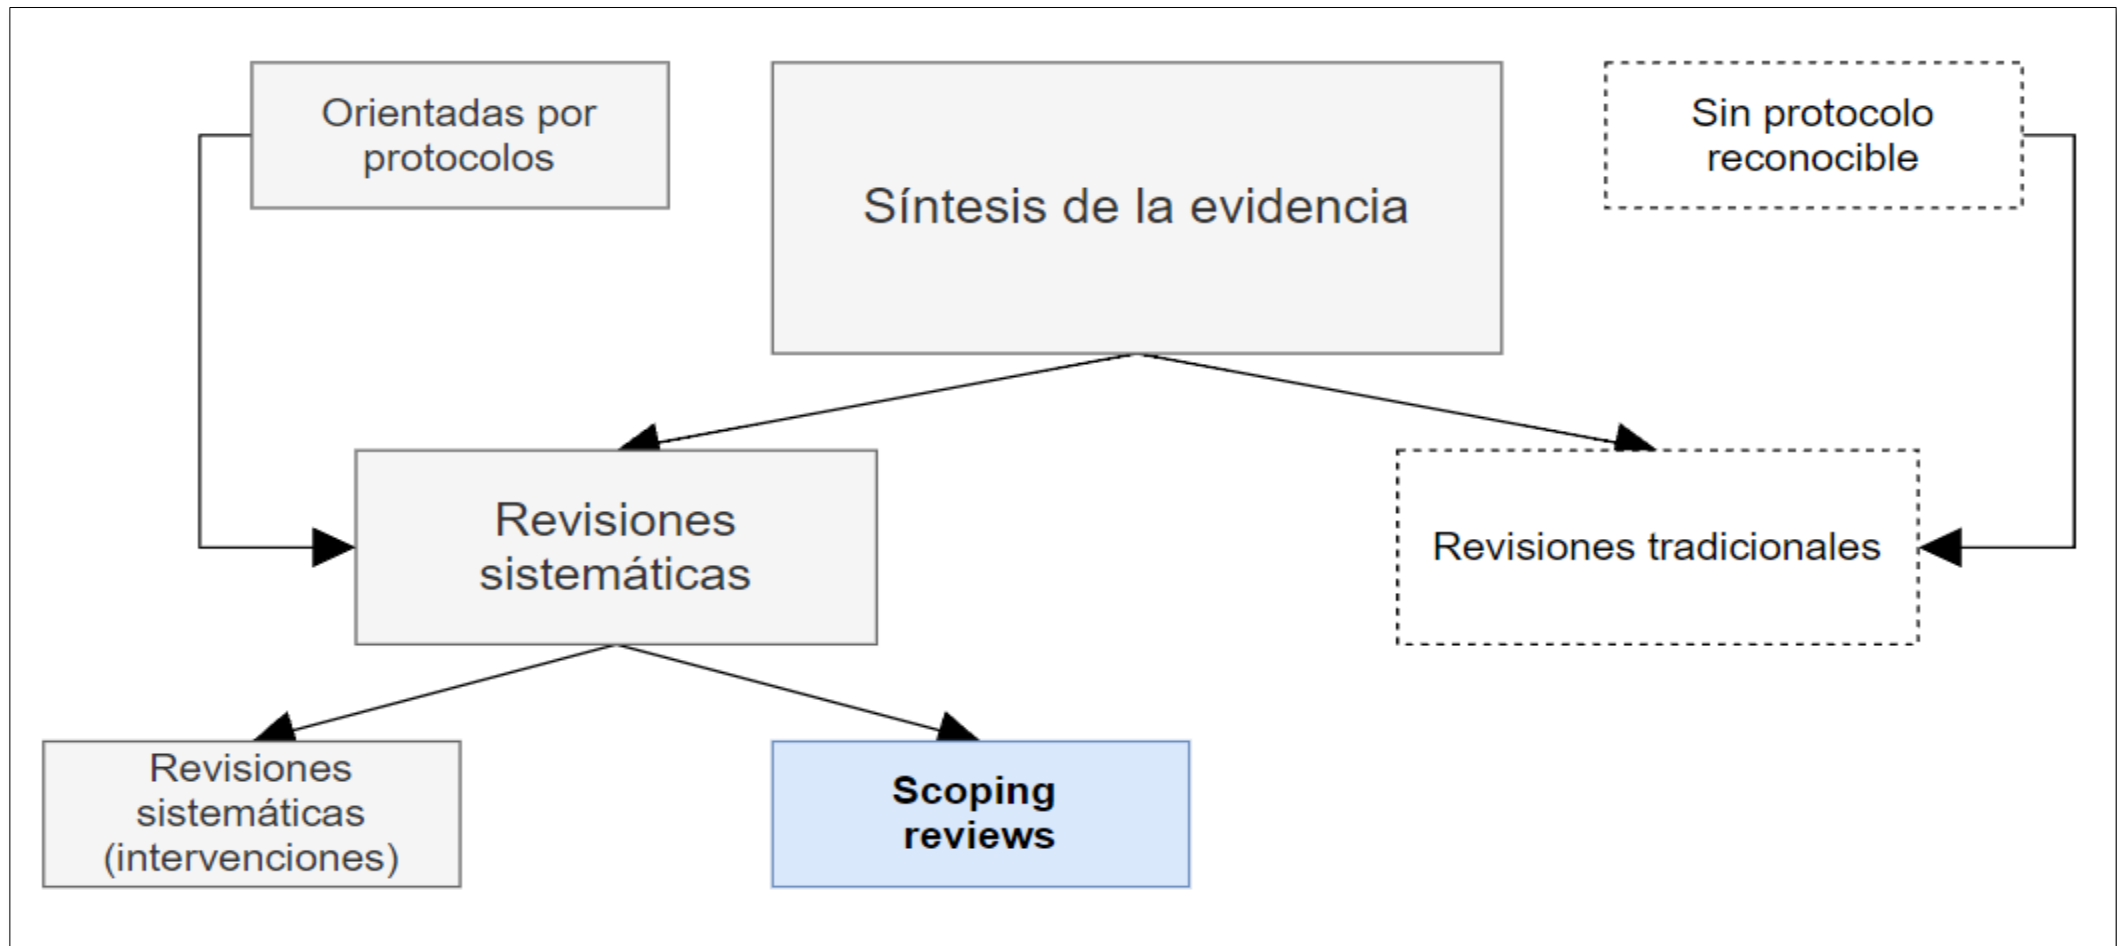 Orientadas por
protocolos
Síntesis de la evidencia
Sin protocolo
reconocible
Revisiones
sistemáticas
Revisiones tradicionales
Revisiones
sistemáticas
(intervenciones)
Scoping
reviews